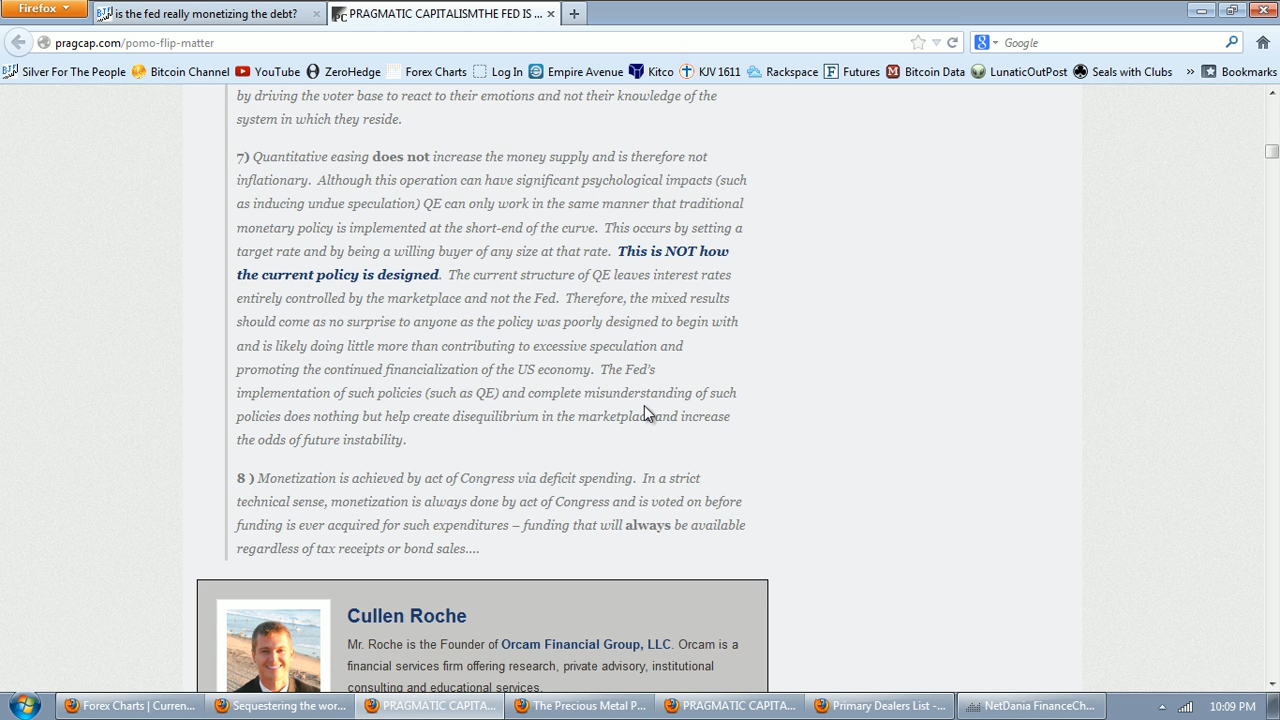 Firefox
is the fed really monetizing the debt?
PRAGMATIC CAPITALISMTHE FED IS ...
pragcap.com/pomo-flip-matter
Google
Silver For The People
Bitcoin Channel
YouTube
ZeroHedge
Forex Charts
Log In
Empire Avenue
Kitco
KJV 1611
Rackspace
Futures
Bitcoin Data
LunaticOutPost
Seals with Clubs
»
Bookmarks
by driving the voter base to react to their emotions and not their knowledge of the
system in which they reside.
7) Quantitative easing does not increase the money supply and is therefore not
inflationary. Although this operation can have significant psychological impacts (such
as inducing undue speculation) QE can only work in the same manner that traditional
monetary policy is implemented at the short-end of the curve. This occurs by setting a
target rate and by being a willing buyer of any size at that rate. This is NOT how
the current policy is designed. The current structure of QE leaves interest rates
entirely controlled by the marketplace and not the Fed. Therefore, the mixed results
should come as no surprise to anyone as the policy was poorly designed to begin with
and is likely doing little more than contributing to excessive speculation and
promoting the continued financialization of the US economy. The Fed's
implementation of such policies (such as QE) and complete misunderstanding of such
policies does nothing but help create disequilibrium in the marketplace and increase
the odds of future instability.
8 ) Monetization is achieved by act of Congress via deficit spending. In a strict
technical sense, monetization is always done by act of Congress and is voted on before
funding is ever acquired for such expenditures – funding that will always be available
regardless of tax receipts or bond sales....
Cullen Roche
Mr. Roche is the Founder of Orcam Financial Group, LLC. Orcam is a
financial services firm offering research, private advisory, institutional
consulting and educational services.
Forex Charts | Curren...
Sequestering the wor...
PRAGMATIC CAPITA...
The Precious Metal P...
PRAGMATIC CAPITA...
Primary Dealers List -...
NetDania FinanceCh...
10:09 PM